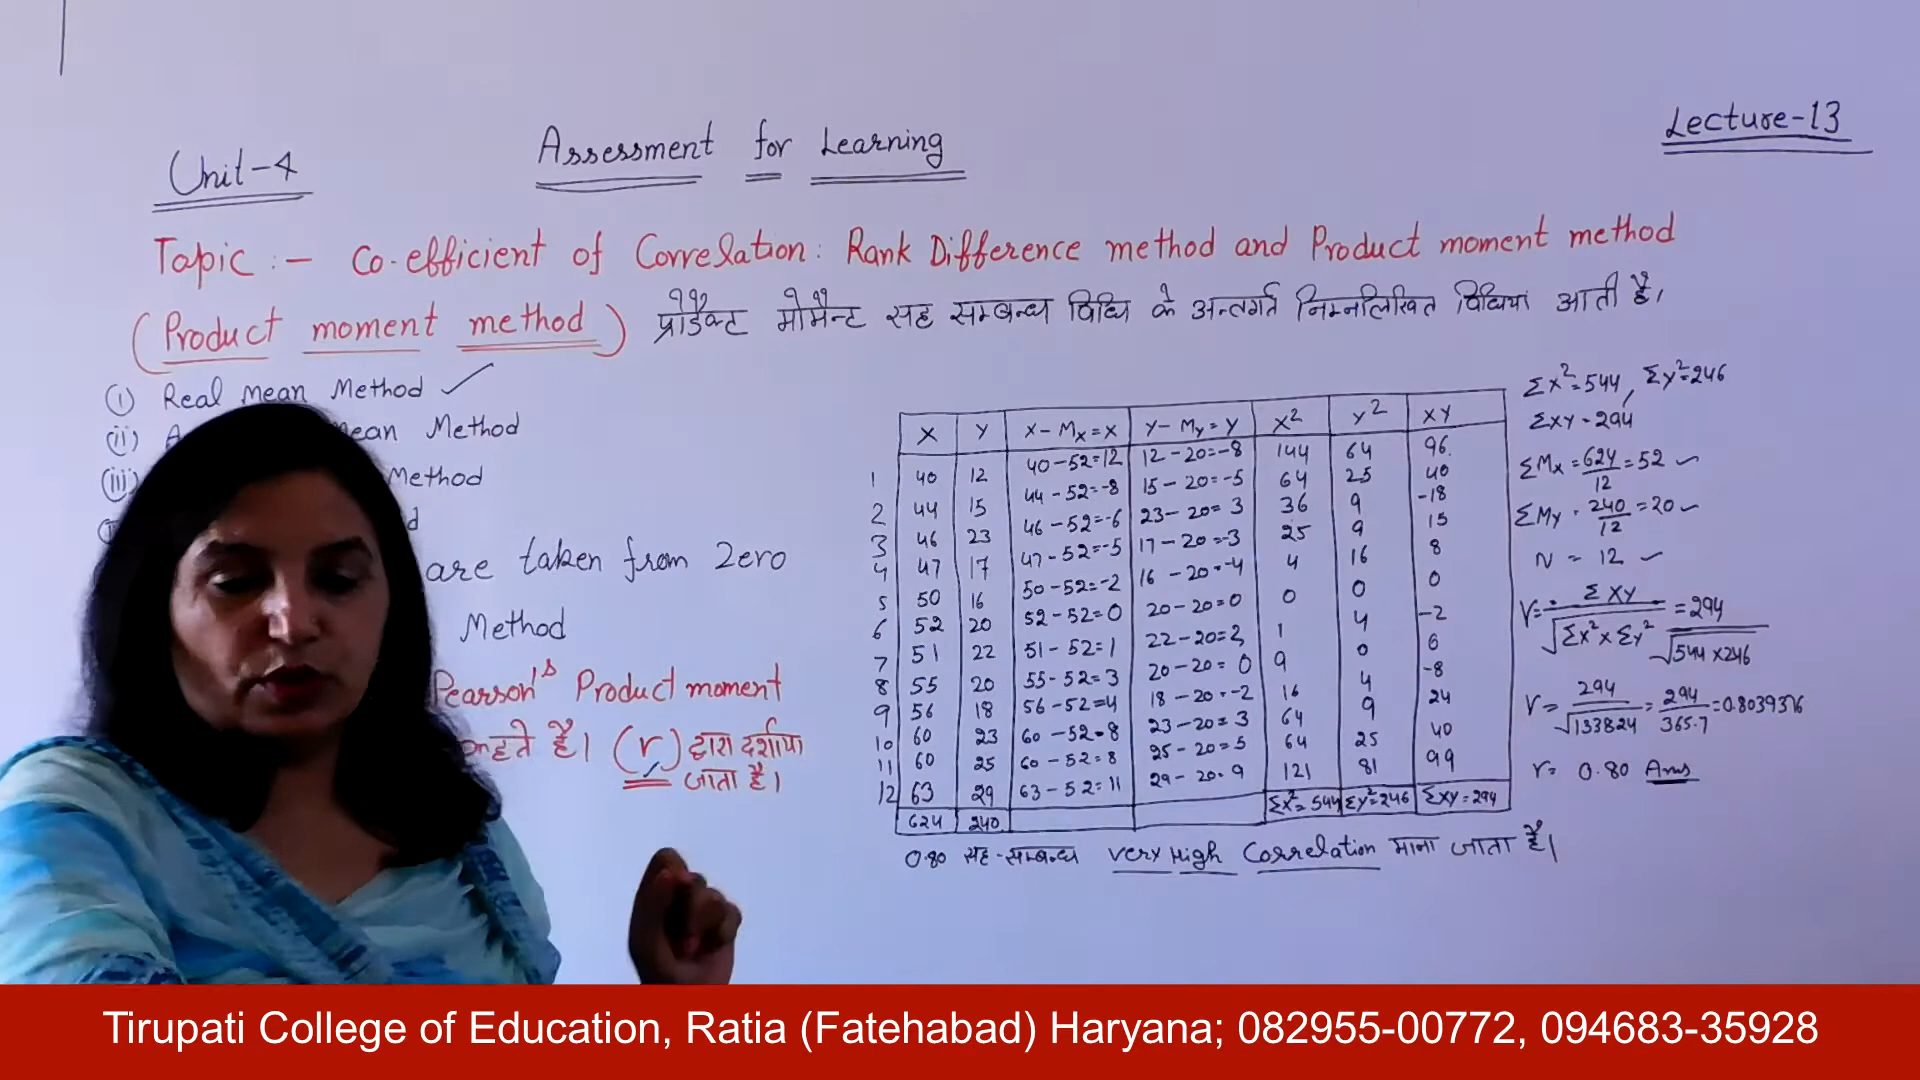 Lecture-13
Unit-4
Assessment for Learning
Topic :- Co-efficient of Correlation: Rank Difference method and Product moment method
(Product moment method) प्रोडक्ट मोमैन्ट सह सम्बन्ध विधि के अन्तर्गत निम्नलिखित विधियां आती हैं।
(i) Real mean Method ✓
(ii) mean Method
(iii) Method
are taken from Zero
Method
Pearson's Product moment
कहते हैं। (r) द्वारा दर्शाया
जाता है।
X Y X-Mx=X Y-My=Y X² Y² XY
1 40 12 40-52=12 12-20=-8 144 64 96.
2 44 15 44-52=-8 15-20=-5 64 25 40
3 46 23 46-52=-6 23-20=3 36 9 -18
4 47 17 47-52=-5 17-20=-3 25 9 15
5 50 16 50-52=-2 16-20=-4 4 16 8
6 52 20 52-52=0 20-20=0 0 0 0
7 51 22 51-52=1 22-20=2 1 4 -2
8 55 20 55-52=3 20-20=0 9 0 6
9 56 18 56-52=4 18-20=-2 16 4 -8
10 60 23 60-52=8 23-20=3 64 9 24
11 60 25 60-52=8 25-20=5 64 25 40
12 63 29 63-52=11 29-20=9 121 81 99
624 240 Σx²=544 Σy²=246 Σxy=294
0.80 सह-सम्बन्ध very High Correlation माना जाता है।
Σx²=544, Σy²=246
Σxy=294
ΣMx=624/12=52 ✓
ΣMy=240/12=20 ✓
N = 12 ✓
r=Σxy/√Σx²×Σy²=294/√544×246
r=294/√133824=294/365.7=0.8039376
r= 0.80 Ans
Tirupati College of Education, Ratia (Fatehabad) Haryana; 082955-00772, 094683-35928